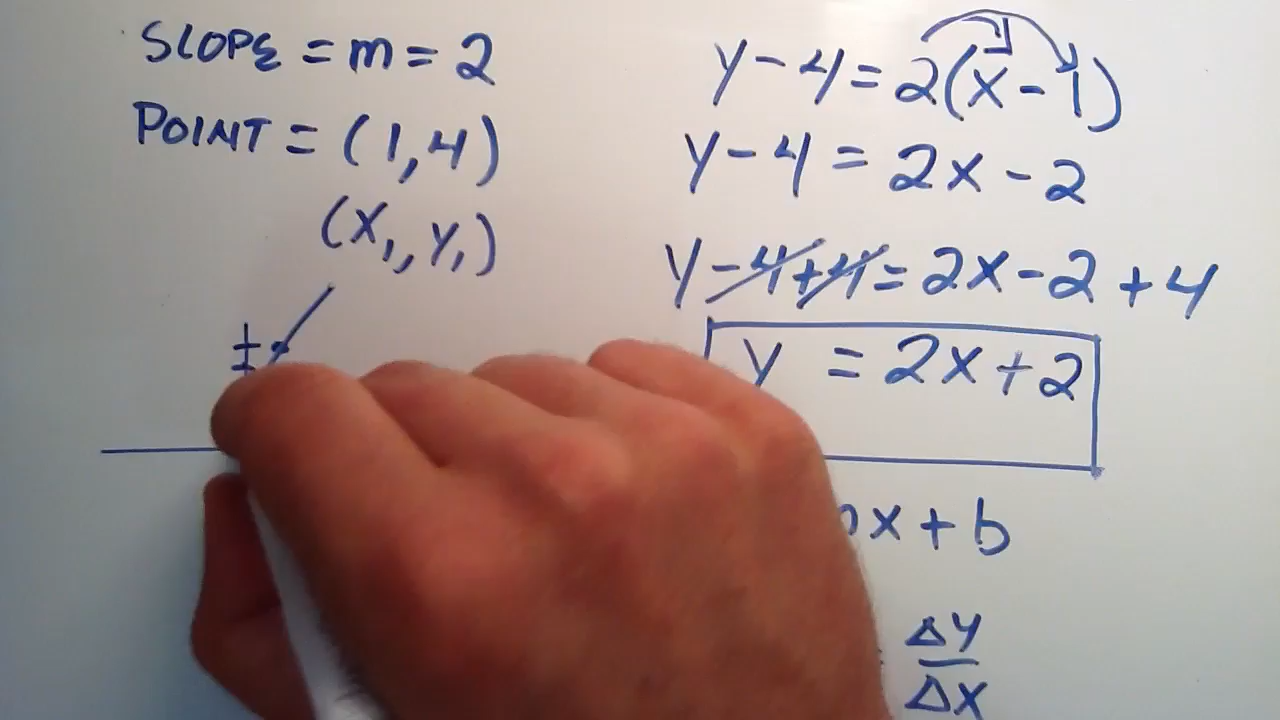 SLOPE = m = 2
POINT = (1,4)
(x₁, y₁)
y - 4 = 2(x - 1)
y - 4 = 2x - 2
y - 4 + 4 = 2x - 2 + 4
y = 2x + 2
x + b
Δy
Δx